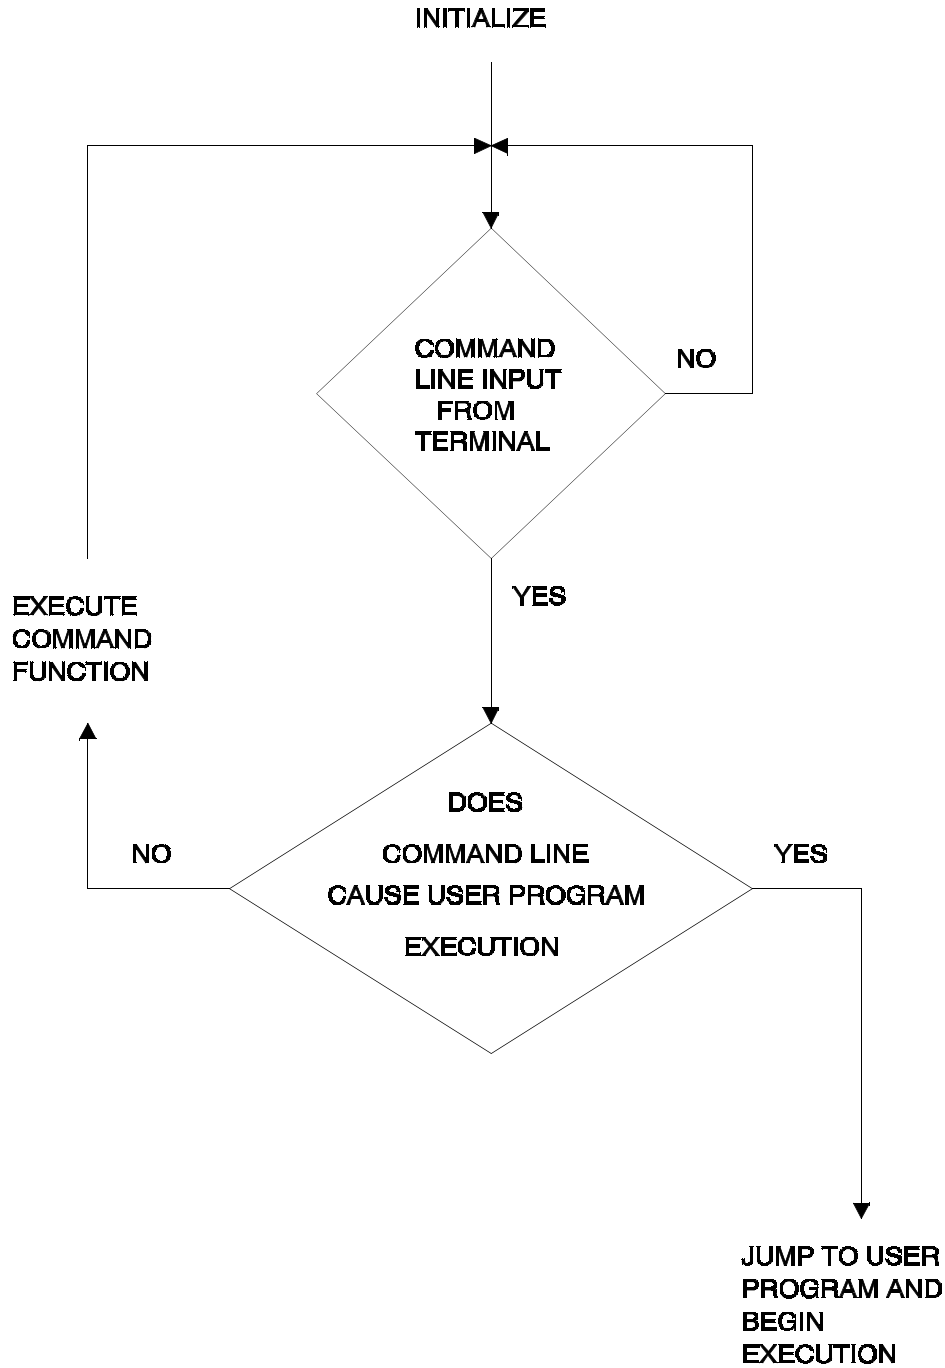 INITIALIZE
COMMAND
LINE INPUT
FROM
TERMINAL
NO
YES
EXECUTE
COMMAND
FUNCTION
DOES
COMMAND LINE
CAUSE USER PROGRAM
EXECUTION
NO
YES
JUMP TO USER
PROGRAM AND
BEGIN
EXECUTION